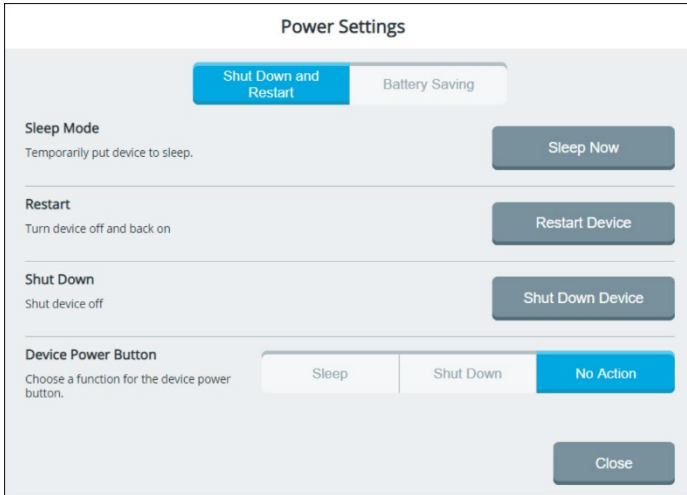 Power Settings
Shut Down and
Restart
Battery Saving
Sleep Mode
Temporarily put device to sleep.
Sleep Now
Restart
Turn device off and back on
Restart Device
Shut Down
Shut device off
Shut Down Device
Device Power Button
Choose a function for the device power
button.
Sleep
Shut Down
No Action
Close